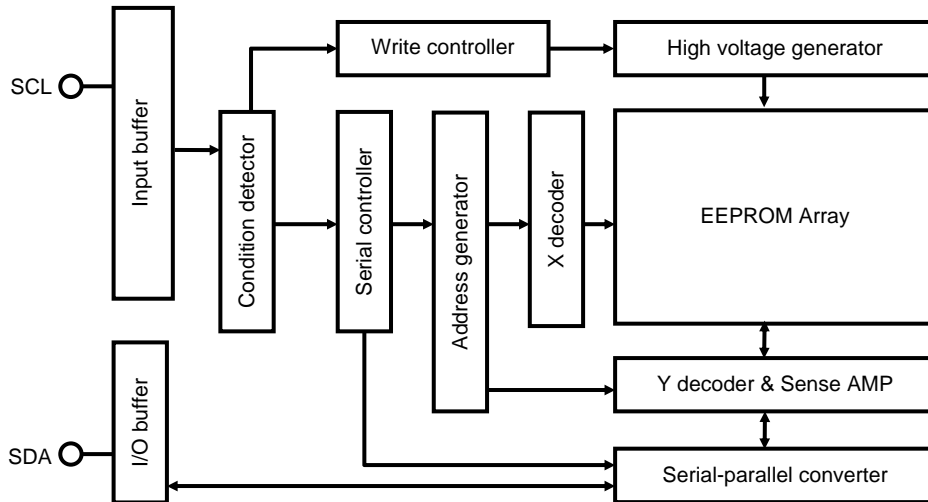 Write controller
High voltage generator
SCL
Input buffer
Condition detector
Serial controller
Address generator
X decoder
EEPROM Array
Y decoder & Sense AMP
SDA
I/O buffer
Serial-parallel converter